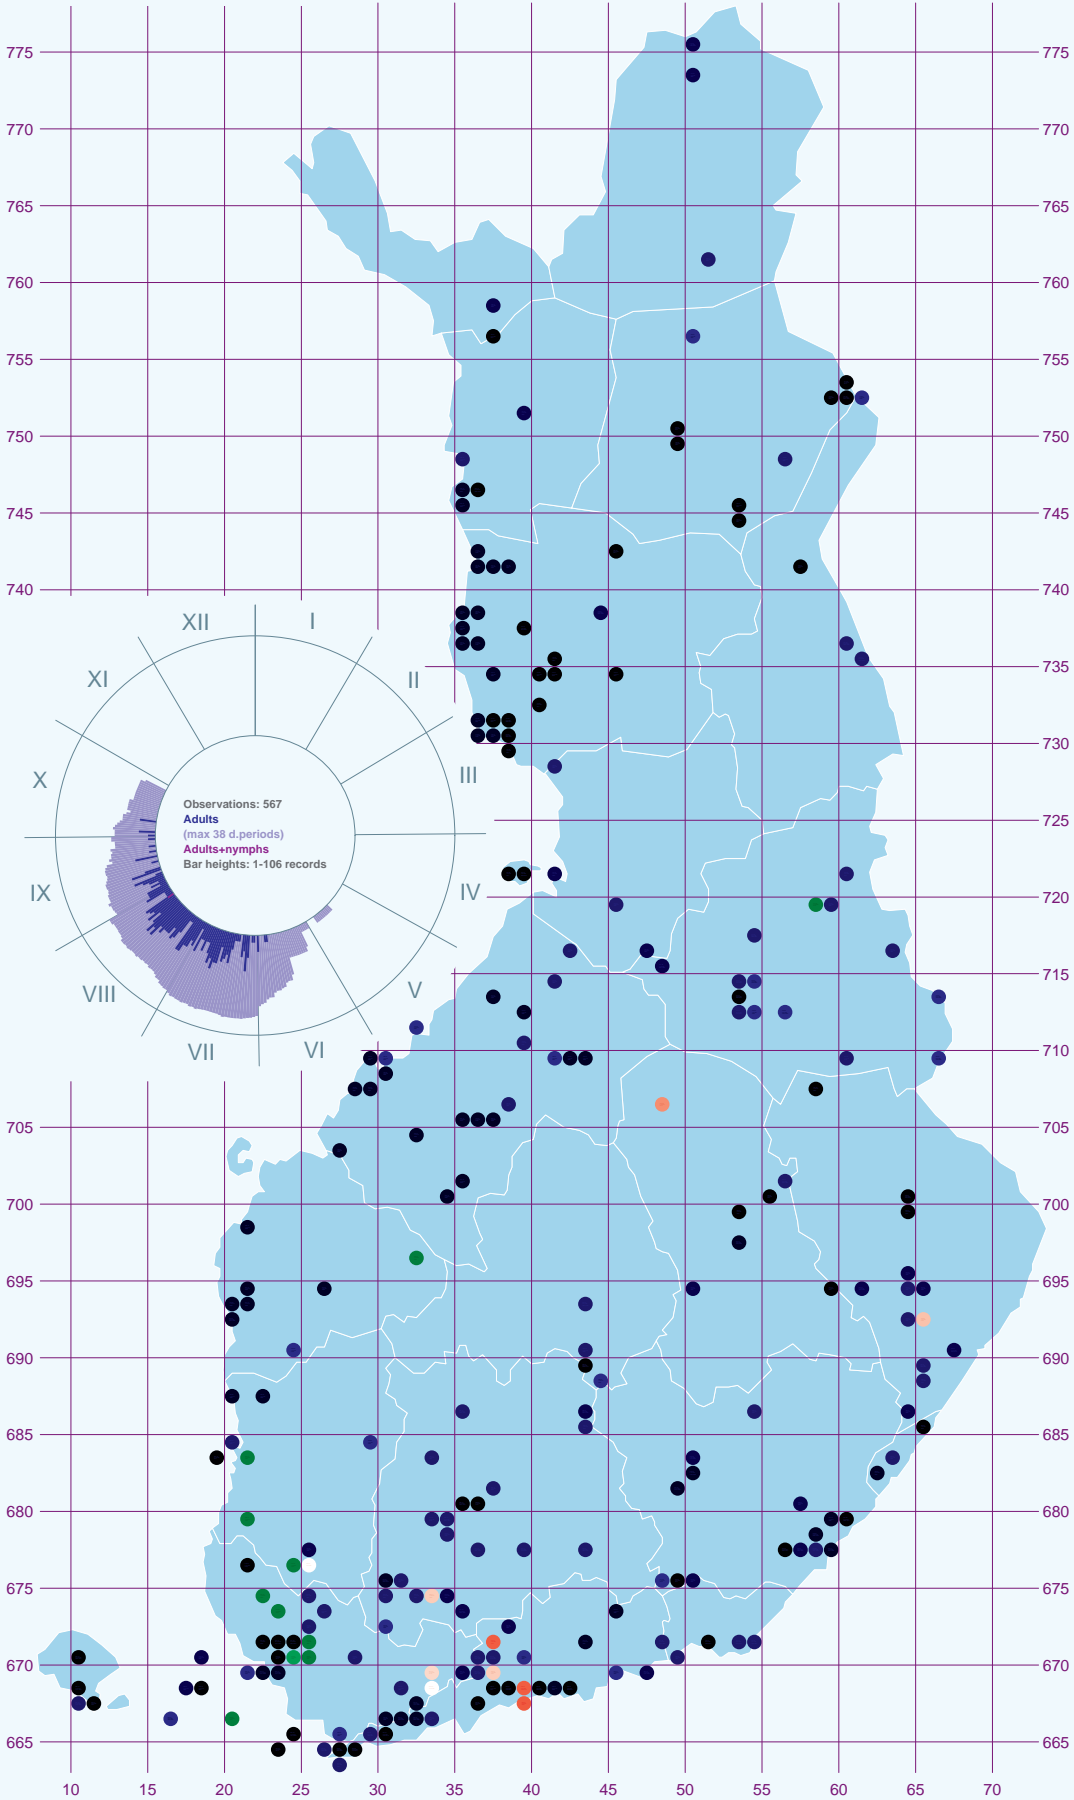 775 775
770 770
765 765
760 760
755 755
750 750
745 745
740 740
XII I
XI II
735
730
X III
Observations: 567
Adults
(max 38 d.periods)
Adults+nymphs
Bar heights: 1-106 records
725
IX IV
720
VIII V
715
VII VI
710
705 705
700 700
695 695
690 690
685 685
680 680
675 675
670 670
665 665
10 15 20 25 30 35 40 45 50 55 60 65 70